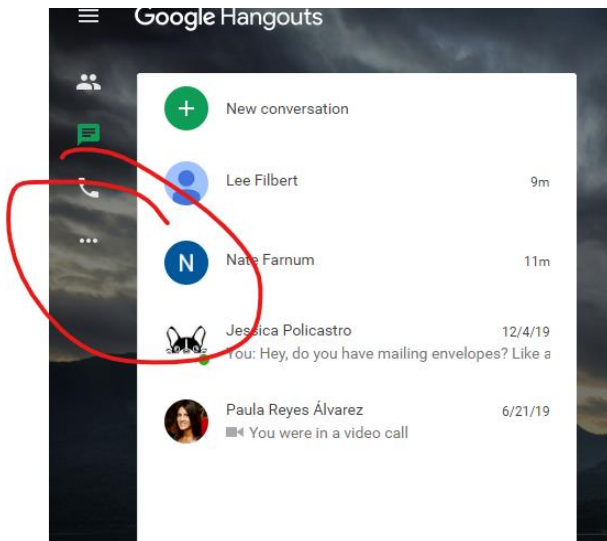 Google Hangouts
New conversation
Lee Filbert 9m
N Nate Farnum 11m
Jessica Policastro 12/4/19
You: Hey, do you have mailing envelopes? Like a
Paula Reyes Álvarez 6/21/19
You were in a video call